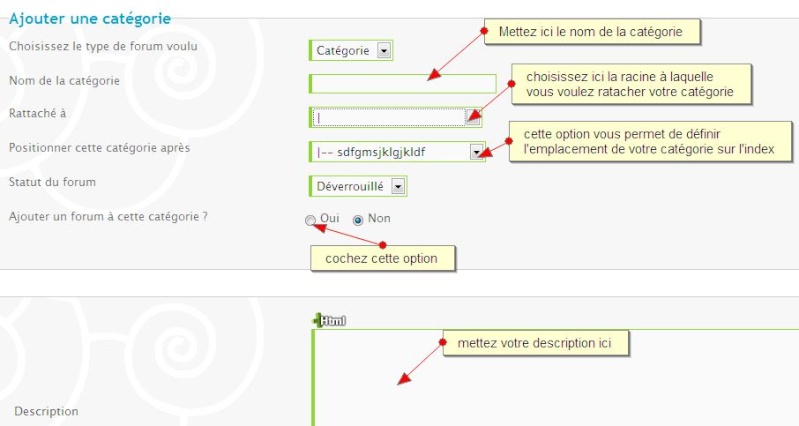 Ajouter une catégorie
Choisissez le type de forum voulu
Catégorie
Mettez ici le nom de la catégorie
Nom de la catégorie
choisissez ici la racine à laquelle
vous voulez ratacher votre catégorie
Rattaché à
|
cette option vous permet de définir
l'emplacement de votre catégorie sur l'index
Positionner cette catégorie après
|-- sdfgmsjklgjkldf
Statut du forum
Déverrouillé
Ajouter un forum à cette catégorie ?
Oui Non
cochez cette option
Html
mettez votre description ici
Description